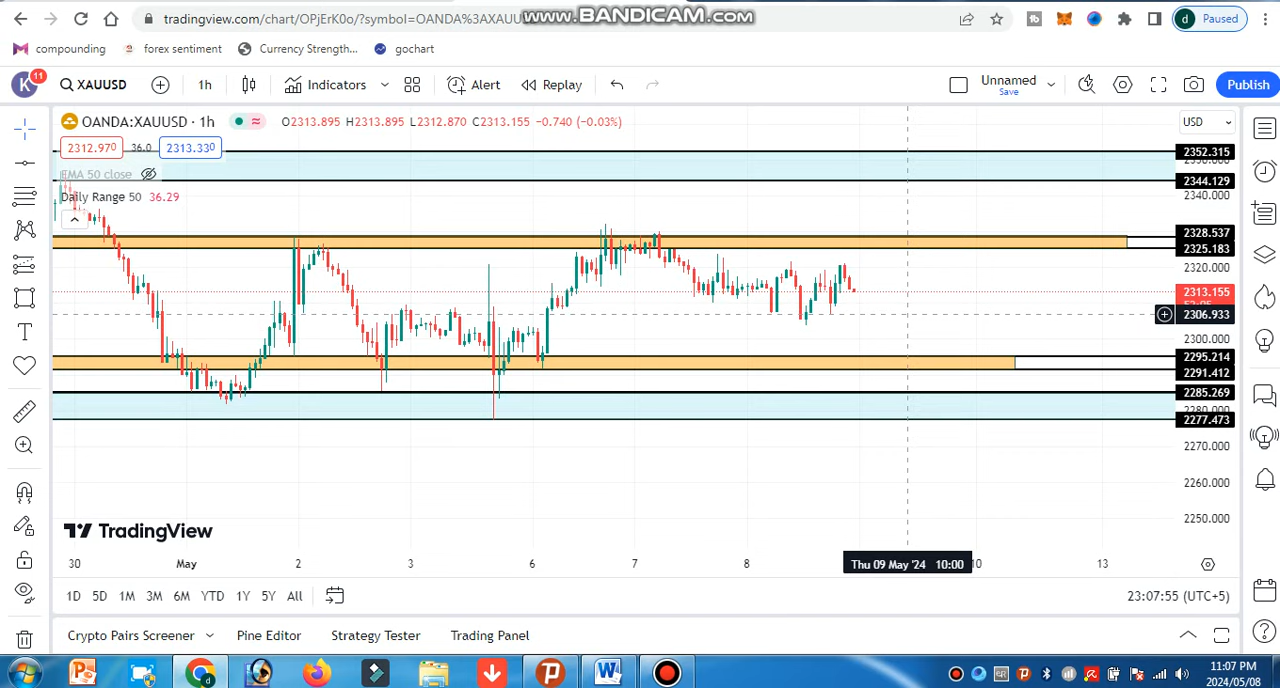 tradingview.com/chart/OPjErK0o/?symbol=OANDA%3AXAU
www.BANDICAM.com
d Paused
compounding
forex sentiment
Currency Strength...
gochart
K 11
XAUUSD
1h
Indicators
Alert
Replay
Unnamed
Save
Publish
OANDA:XAUUSD · 1h
O2313.895 H2313.895 L2312.870 C2313.155 -0.740 (-0.03%)
USD
2312.970
36.0
2313.330
EMA 50 close
Daily Range 50 36.29
2352.315
2344.129
2340.000
2328.537
2325.183
2320.000
2313.155
2306.933
2300.000
2295.214
2291.412
2285.269
2280.000
2277.473
2270.000
2260.000
2250.000
TradingView
30 May 2 3 6 7 8 10 13
Thu 09 May '24 10:00
1D 5D 1M 3M 6M YTD 1Y 5Y All
23:07:55 (UTC+5)
Crypto Pairs Screener
Pine Editor
Strategy Tester
Trading Panel
11:07 PM
2024/05/08